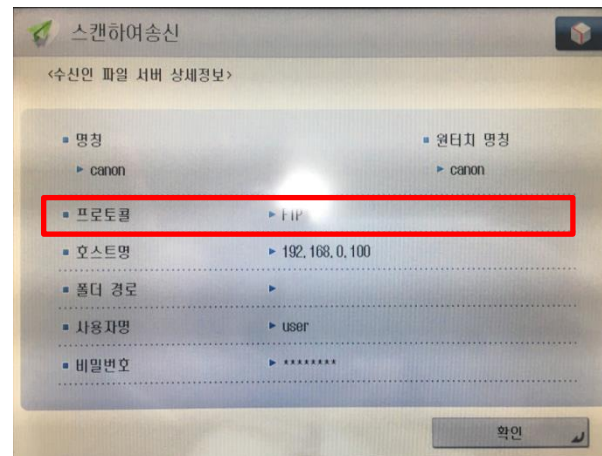 스캔하여송신
<수신인 파일 서버 상세정보>
명칭
원터치 명칭
canon
canon
프로토콜
FTP
호스트명
192.168.0.100
폴더 경로
사용자명
user
비밀번호
********
확인